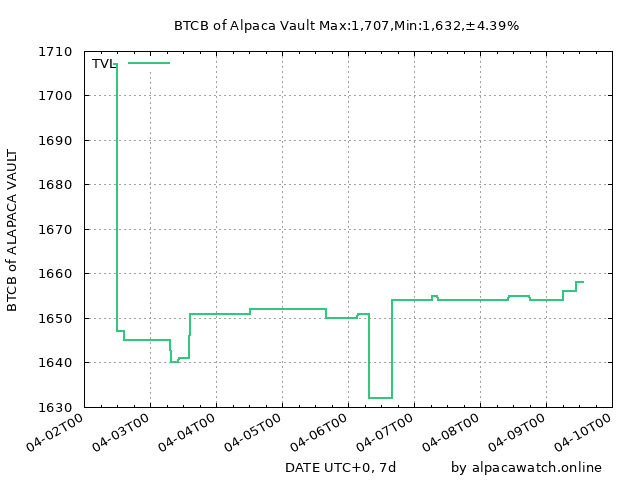 BTCB of Alpaca Vault Max:1,707,Min:1,632,±4.39%
TVL
BTCB of ALAPACA VAULT
1710
1700
1690
1680
1670
1660
1650
1640
1630
04-02T00
04-03T00
04-04T00
04-05T00
04-06T00
04-07T00
04-08T00
04-09T00
04-10T00
DATE UTC+0, 7d
by alpacawatch.online